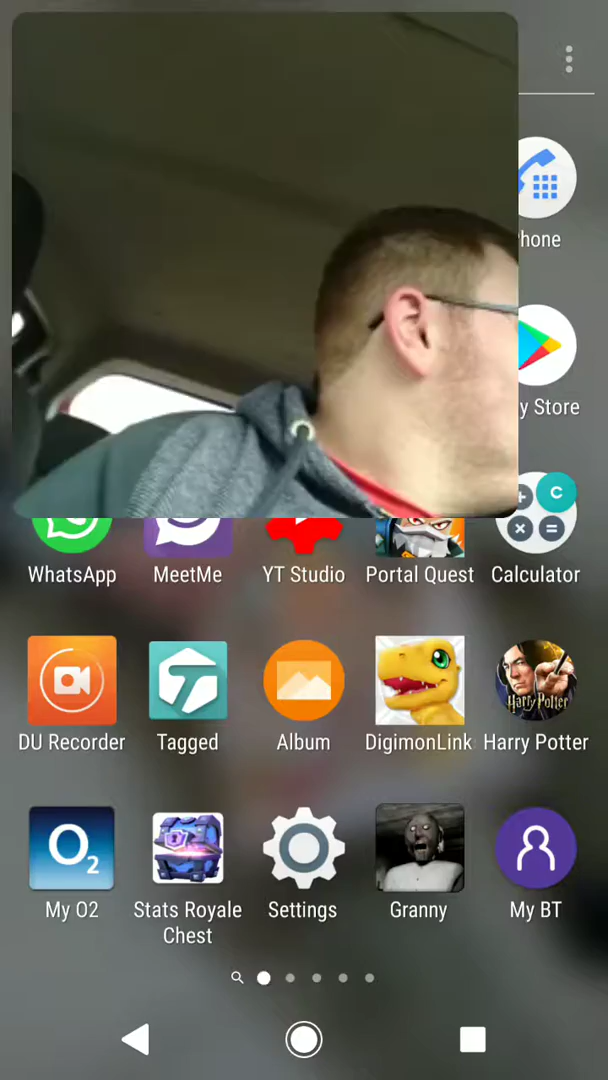 hone
y Store
WhatsApp
MeetMe
YT Studio
Portal Quest
Calculator
C
DU Recorder
Tagged
Album
DigimonLink
Harry Potter
Harry Potter
O2
My O2
Stats Royale
Chest
Settings
Granny
My BT